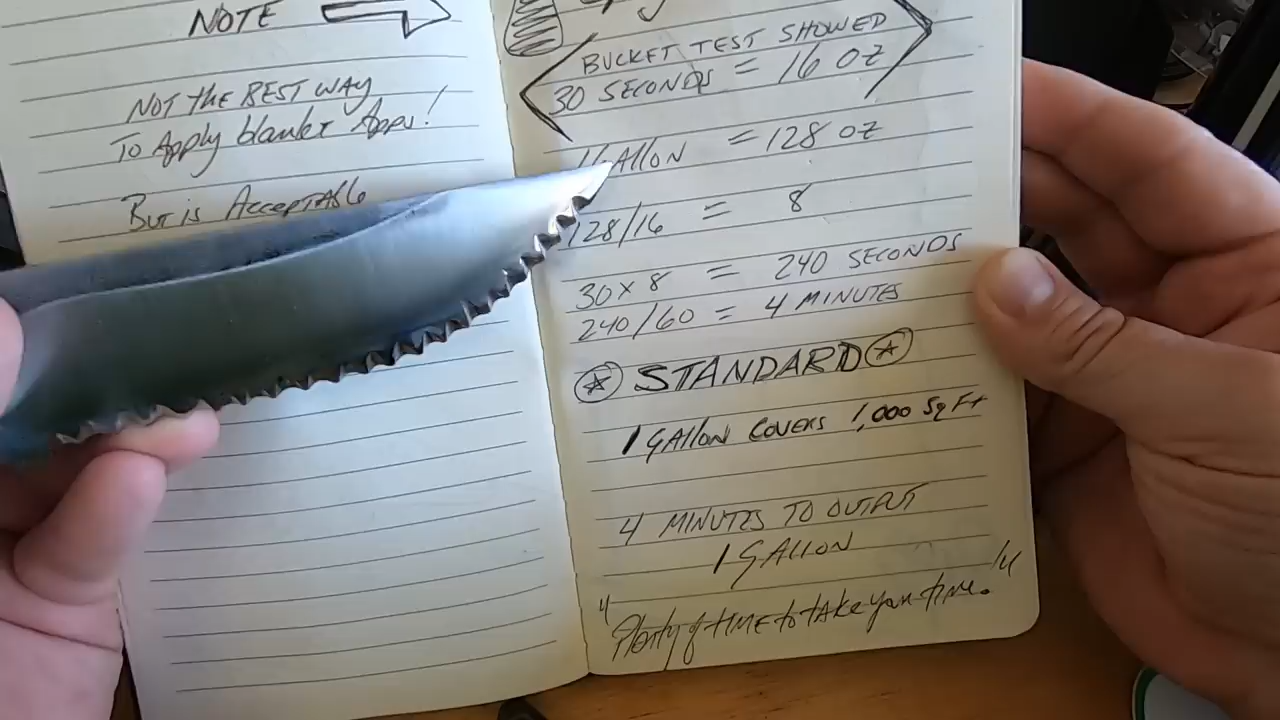 NOTE
NOT THE BEST WAY
To Apply blanket Apps!
But is Acceptable
BUCKET TEST SHOWED
30 SECONDS = 16 OZ
1 GALLON = 128 OZ
128/16 = 8
30 x 8 = 240 SECONDS
240/60 = 4 MINUTES
STANDARD
1 GALLON COVERS 1,000 Sq Ft
4 MINUTES TO OUTPUT
1 GALLON
"Plenty of time to take your time."